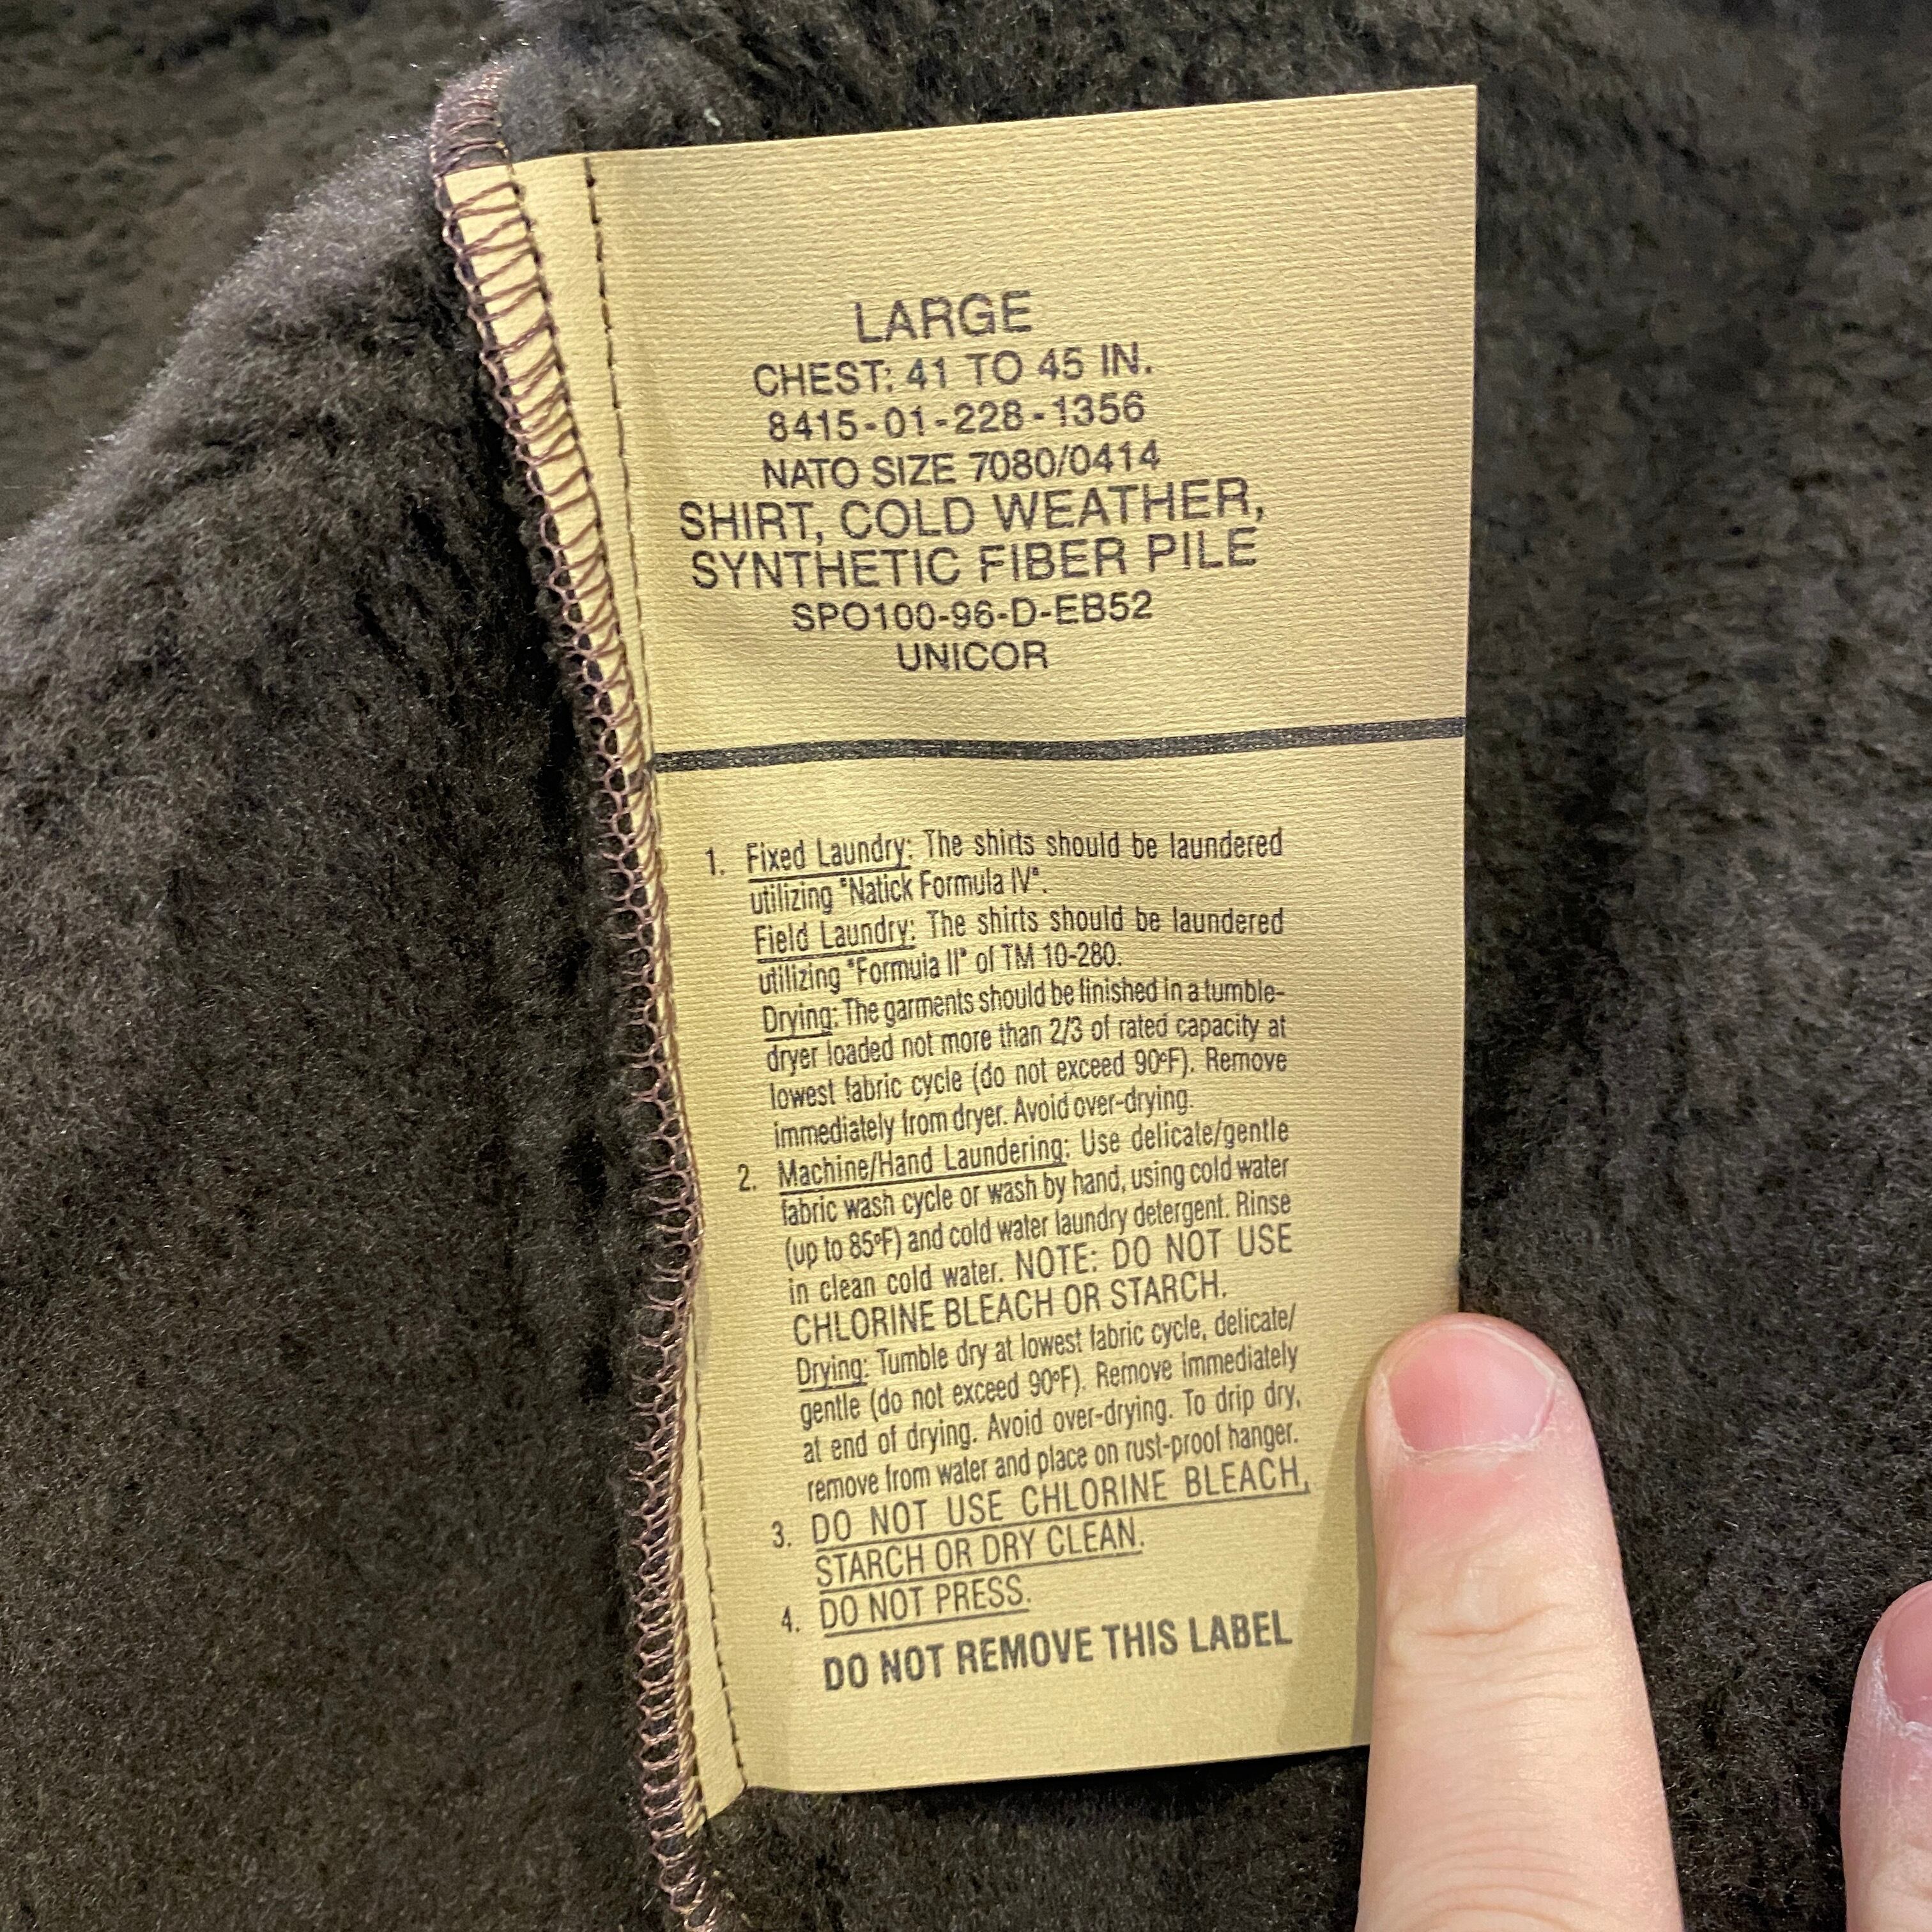 LARGE
CHEST: 41 TO 45 IN.
8415-01-228-1356
NATO SIZE 7080/0414
SHIRT, COLD WEATHER,
SYNTHETIC FIBER PILE
SPO100-96-D-EB52
UNICOR
1. Fixed Laundry: The shirts should be laundered
utilizing "Natick Formula IV".
Field Laundry: The shirts should be laundered
utilizing "Formula II" of TM 10-280.
Drying: The garments should be finished in a tumble-
dryer loaded not more than 2/3 of rated capacity at
lowest fabric cycle (do not exceed 90°F). Remove
immediately from dryer. Avoid over-drying.
2. Machine/Hand Laundering: Use delicate/gentle
fabric wash cycle or wash by hand, using cold water
(up to 85°F) and cold water laundry detergent. Rinse
in clean cold water. NOTE: DO NOT USE
CHLORINE BLEACH OR STARCH.
Drying: Tumble dry at lowest fabric cycle, delicate/
gentle (do not exceed 90°F). Remove immediately
at end of drying. Avoid over-drying. To drip dry,
remove from water and place on rust-proof hanger.
3. DO NOT USE CHLORINE BLEACH,
STARCH OR DRY CLEAN.
4. DO NOT PRESS.
DO NOT REMOVE THIS LABEL